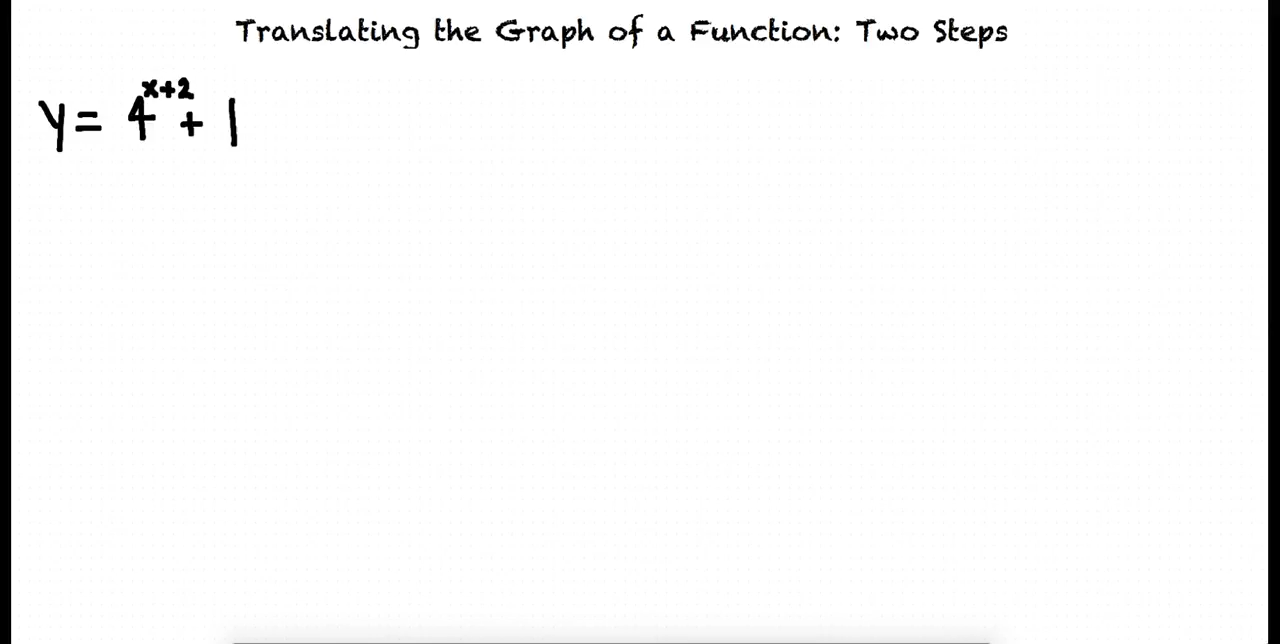 Translating the Graph of a Function: Two Steps
y = 4^{x+2} + 1